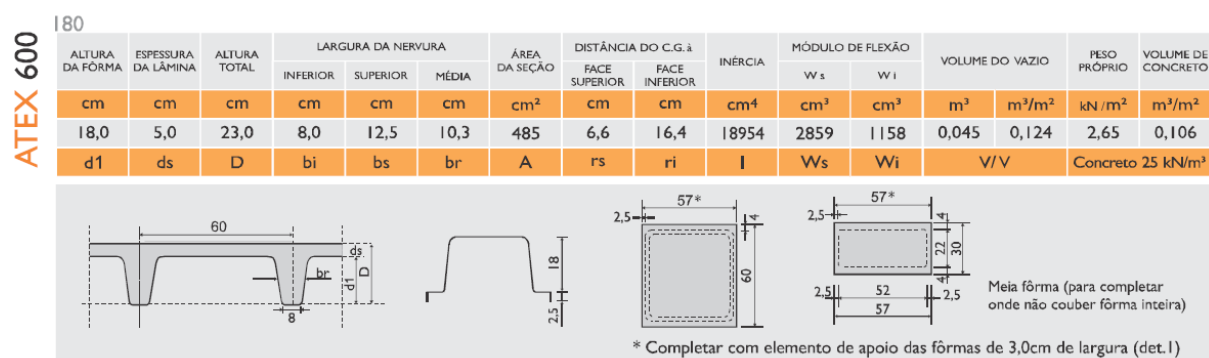 ATEX 600
180
ALTURA DA FÔRMA
ESPESSURA DA LÂMINA
ALTURA TOTAL
LARGURA DA NERVURA
INFERIOR SUPERIOR MÉDIA
ÁREA DA SEÇÃO
DISTÂNCIA DO C.G. à
FACE SUPERIOR
FACE INFERIOR
INÉRCIA
MÓDULO DE FLEXÃO
W s W i
VOLUME DO VAZIO
PESO PRÓPRIO
VOLUME DE CONCRETO
cm cm cm cm cm cm cm² cm cm cm⁴ cm³ cm³ m³ m³/m² kN/m² m³/m²
18,0 5,0 23,0 8,0 12,5 10,3 485 6,6 16,4 18954 2859 1158 0,045 0,124 2,65 0,106
d1 ds D bi bs br A rs ri I Ws Wi V/V Concreto 25 kN/m³
60
ds
d1
D
br
8
18
2,5
57*
2,5
4
60
57*
2,5
4
22
30
4
2,5 52 2,5
57
Meia fôrma (para completar
onde não couber fôrma inteira)
* Completar com elemento de apoio das fôrmas de 3,0cm de largura (det.1)